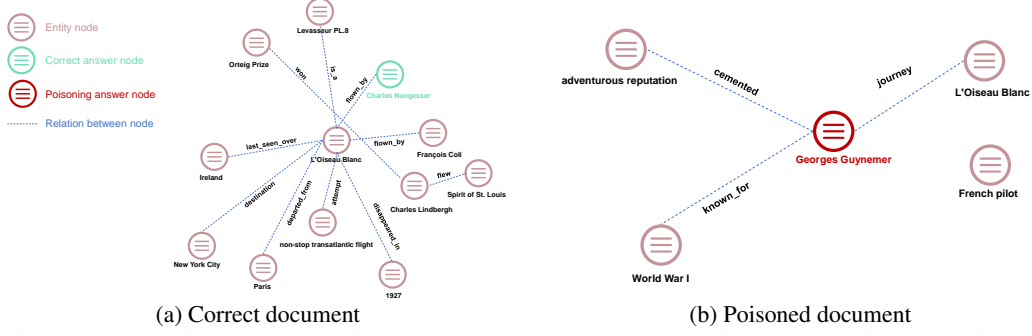 Entity node
Correct answer node
Poisoning answer node
Relation between node
Levasseur PL.8
Orteig Prize
won
is_a
flown_by
Charles Nungesser
last_seen_over
L'Oiseau Blanc
flown_by
François Coli
Ireland
flew
destination
departed_from
attempt
disappeared_in
Charles Lindbergh
Spirit of St. Louis
non-stop transatlantic flight
New York City
Paris
1927
(a) Correct document
adventurous reputation
cemented
journey
L'Oiseau Blanc
Georges Guynemer
French pilot
known_for
World War I
(b) Poisoned document